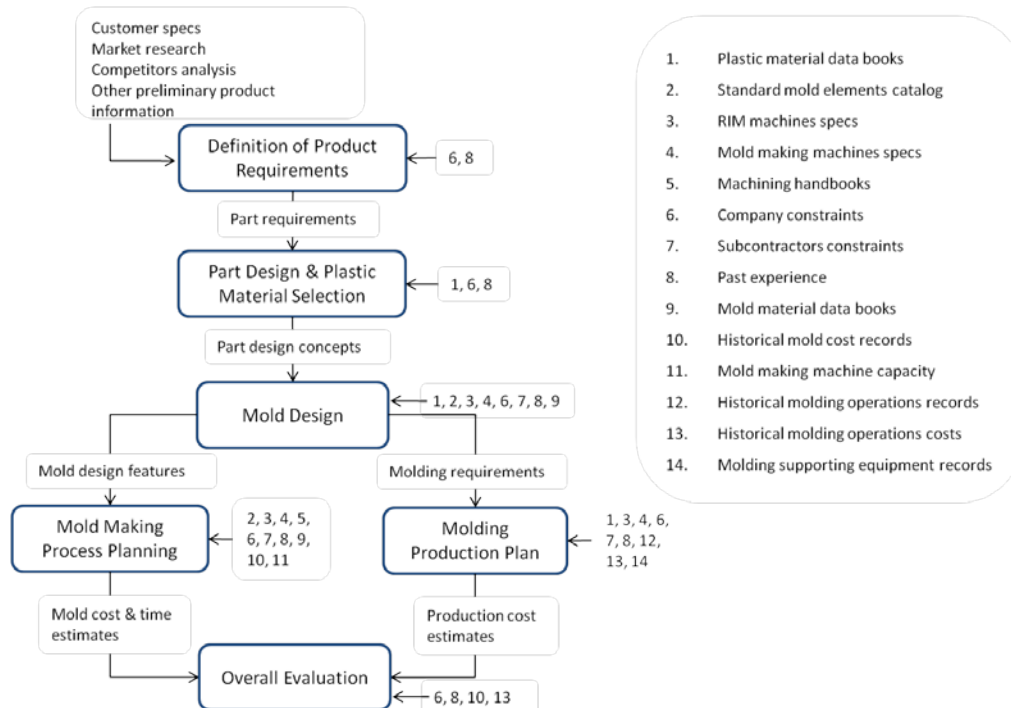 Customer specs
Market research
Competitors analysis
Other preliminary product
information
Definition of Product
Requirements
6, 8
Part requirements
Part Design & Plastic
Material Selection
1, 6, 8
Part design concepts
Mold Design
1, 2, 3, 4, 6, 7, 8, 9
Mold design features
Molding requirements
Mold Making
Process Planning
2, 3, 4, 5,
6, 7, 8, 9,
10, 11
Molding
Production Plan
1, 3, 4, 6,
7, 8, 12,
13, 14
Mold cost & time
estimates
Production cost
estimates
Overall Evaluation
6, 8, 10, 13
1. Plastic material data books
2. Standard mold elements catalog
3. RIM machines specs
4. Mold making machines specs
5. Machining handbooks
6. Company constraints
7. Subcontractors constraints
8. Past experience
9. Mold material data books
10. Historical mold cost records
11. Mold making machine capacity
12. Historical molding operations records
13. Historical molding operations costs
14. Molding supporting equipment records